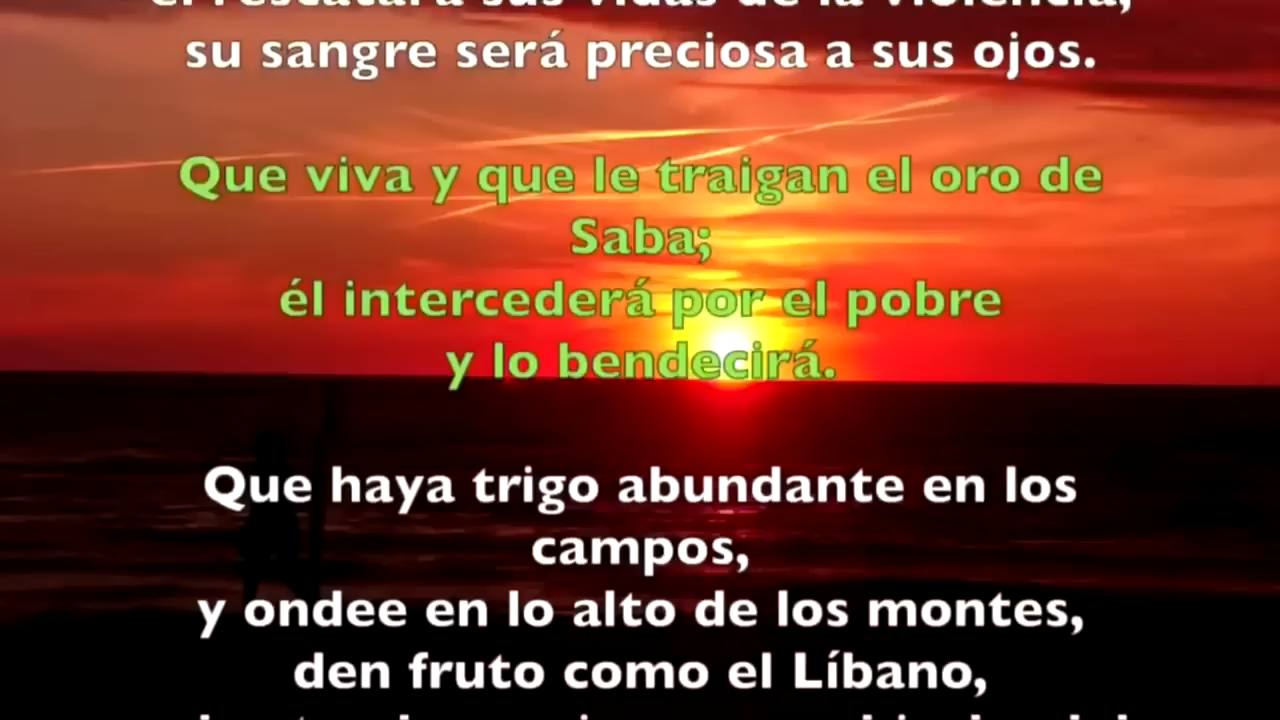 él rescatará sus vidas de la violencia,
su sangre será preciosa a sus ojos.
Que viva y que le traigan el oro de
Saba;
él intercederá por el pobre
y lo bendecirá.
Que haya trigo abundante en los
campos,
y ondee en lo alto de los montes,
den fruto como el Líbano,